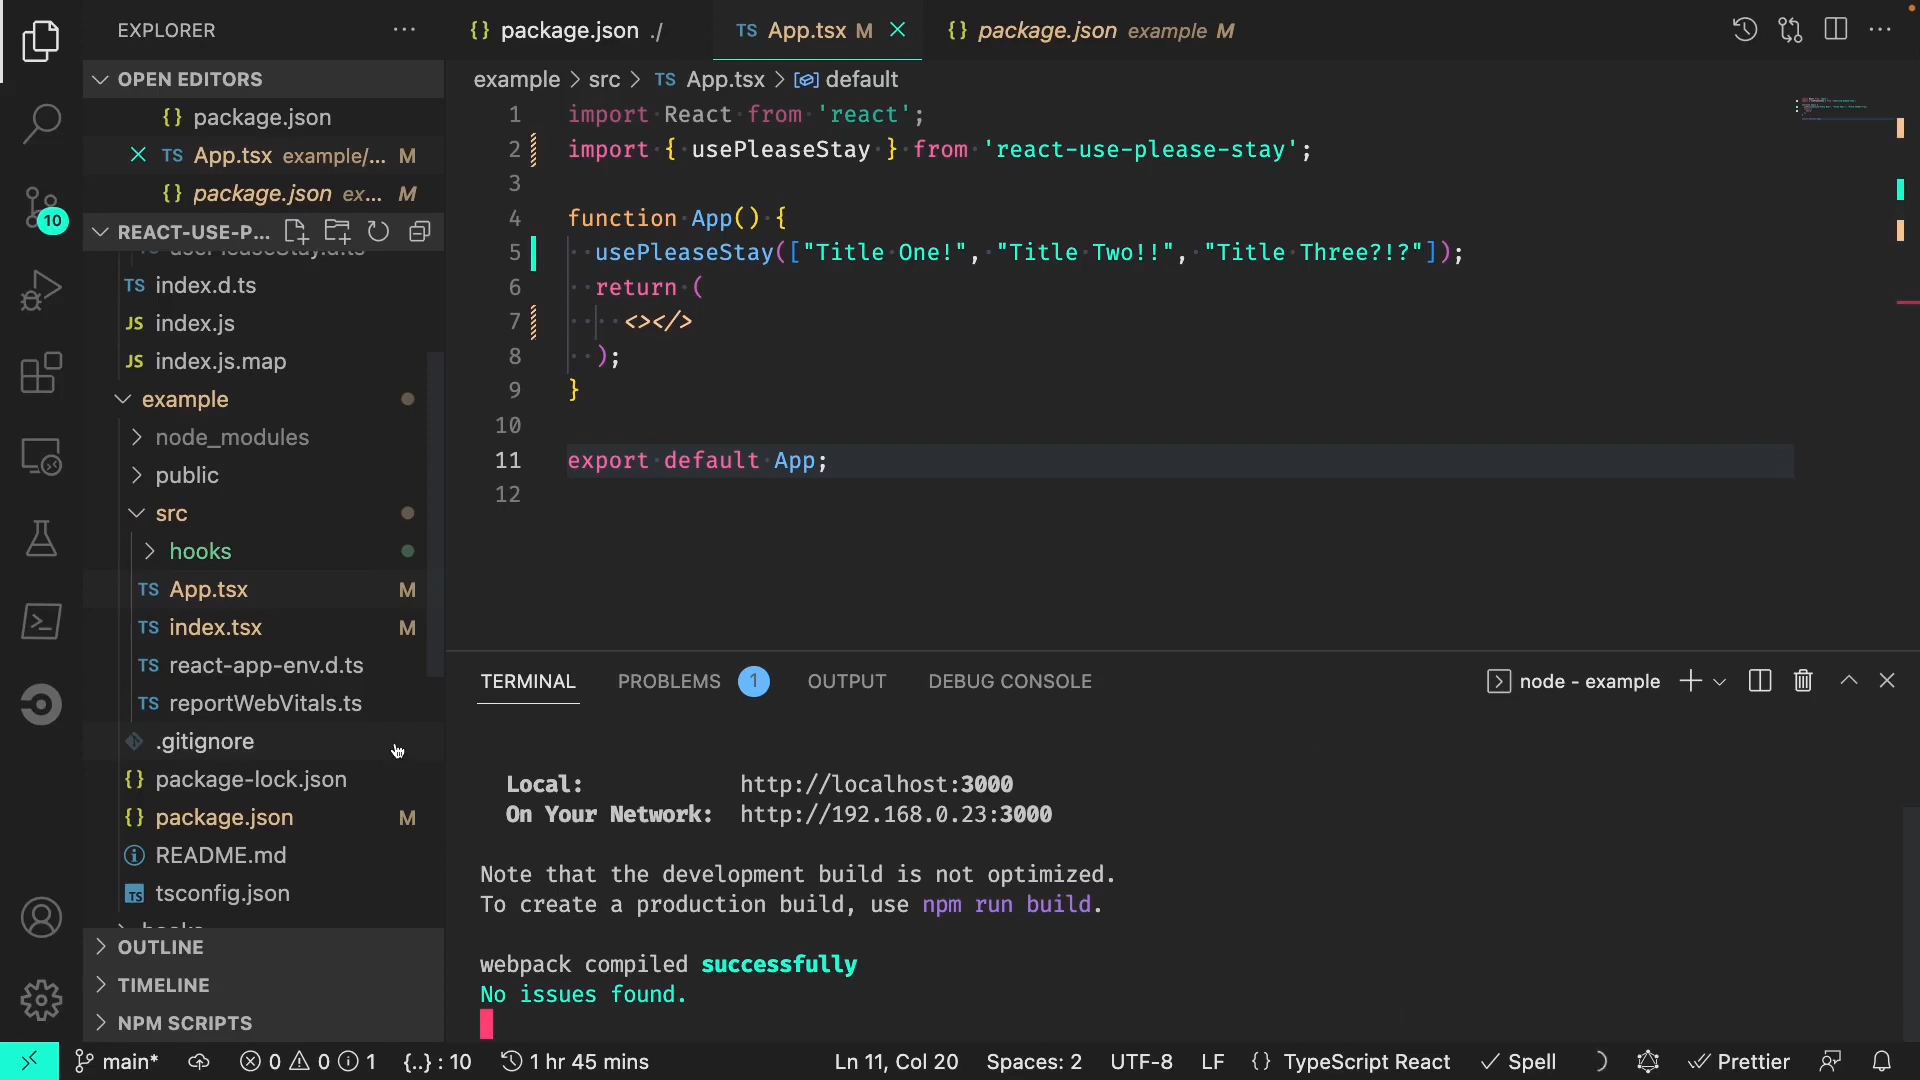 EXPLORER
{} package.json ./
TS App.tsx M
{} package.json example M
OPEN EDITORS
{} package.json
TS App.tsx example/... M
{} package.json ex... M
REACT-USE-P...
usePleaseStay.d.ts
TS index.d.ts
JS index.js
JS index.js.map
example
node_modules
public
src
hooks
TS App.tsx M
TS index.tsx M
TS react-app-env.d.ts
TS reportWebVitals.ts
.gitignore
{} package-lock.json
{} package.json M
README.md
TS tsconfig.json
OUTLINE
TIMELINE
NPM SCRIPTS
10
example > src > TS App.tsx > default
1 import React from 'react';
2 import { usePleaseStay } from 'react-use-please-stay';
3
4 function App() {
5 usePleaseStay(["Title One!", "Title Two!!", "Title Three?!?"]);
6 return (
7 <></>
8 );
9 }
10
11 export default App;
12
TERMINAL PROBLEMS 1 OUTPUT DEBUG CONSOLE
node - example
Local: http://localhost:3000
On Your Network: http://192.168.0.23:3000
Note that the development build is not optimized.
To create a production build, use npm run build.
webpack compiled successfully
No issues found.
main* 0 0 1 {..} : 10 1 hr 45 mins
Ln 11, Col 20 Spaces: 2 UTF-8 LF {} TypeScript React Spell Prettier